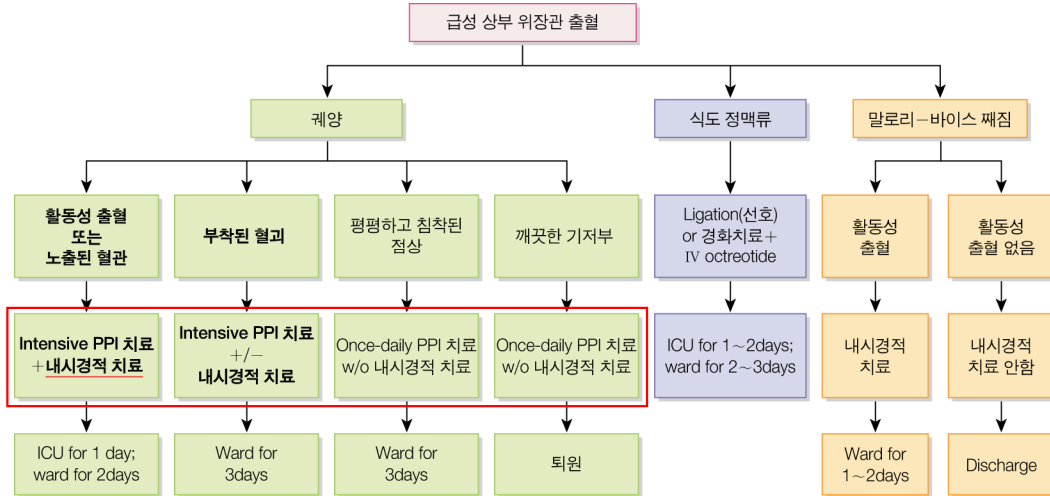 급성 상부 위장관 출혈
궤양
식도 정맥류
말로리–바이스 째짐
활동성 출혈
또는
노출된 혈관
부착된 혈괴
평평하고 침착된
점상
깨끗한 기저부
Ligation(선호)
or 경화치료+
IV octreotide
활동성
출혈
활동성
출혈 없음
Intensive PPI 치료
+내시경적 치료
Intensive PPI 치료
+/−
내시경적 치료
Once-daily PPI 치료
w/o 내시경적 치료
Once-daily PPI 치료
w/o 내시경적 치료
ICU for 1~2days;
ward for 2~3days
내시경적
치료
내시경적
치료 안함
ICU for 1 day;
ward for 2days
Ward for
3days
Ward for
3days
퇴원
Ward for
1~2days
Discharge